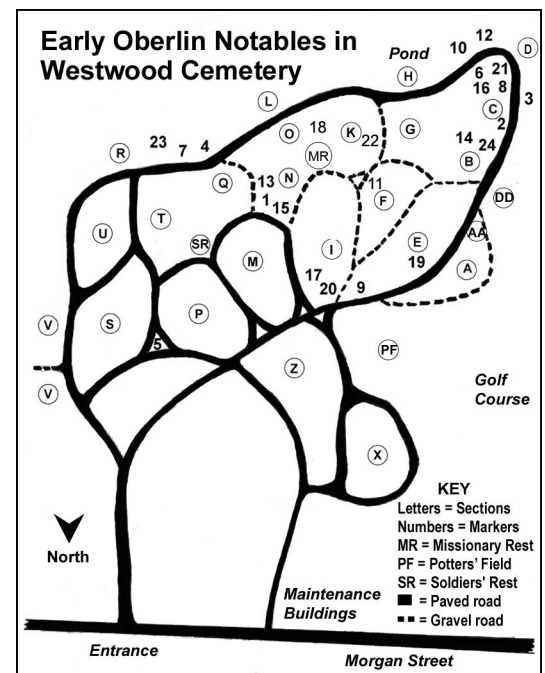 Early Oberlin Notables in
Westwood Cemetery
Pond
12
10
D
H
6 21
16 8
3
L
C
2
O
18
K
22
G
14
24
R
23
7
4
MR
B
Q
13
N
11
F
DD
1
15
U
T
SR
AA
I
E
M
19
A
17
20
9
V
S
P
5
PF
Z
V
Golf
Course
X
North
KEY
Letters = Sections
Numbers = Markers
MR = Missionary Rest
PF = Potters' Field
SR = Soldiers' Rest
= Paved road
= Gravel road
Maintenance
Buildings
Entrance
Morgan Street